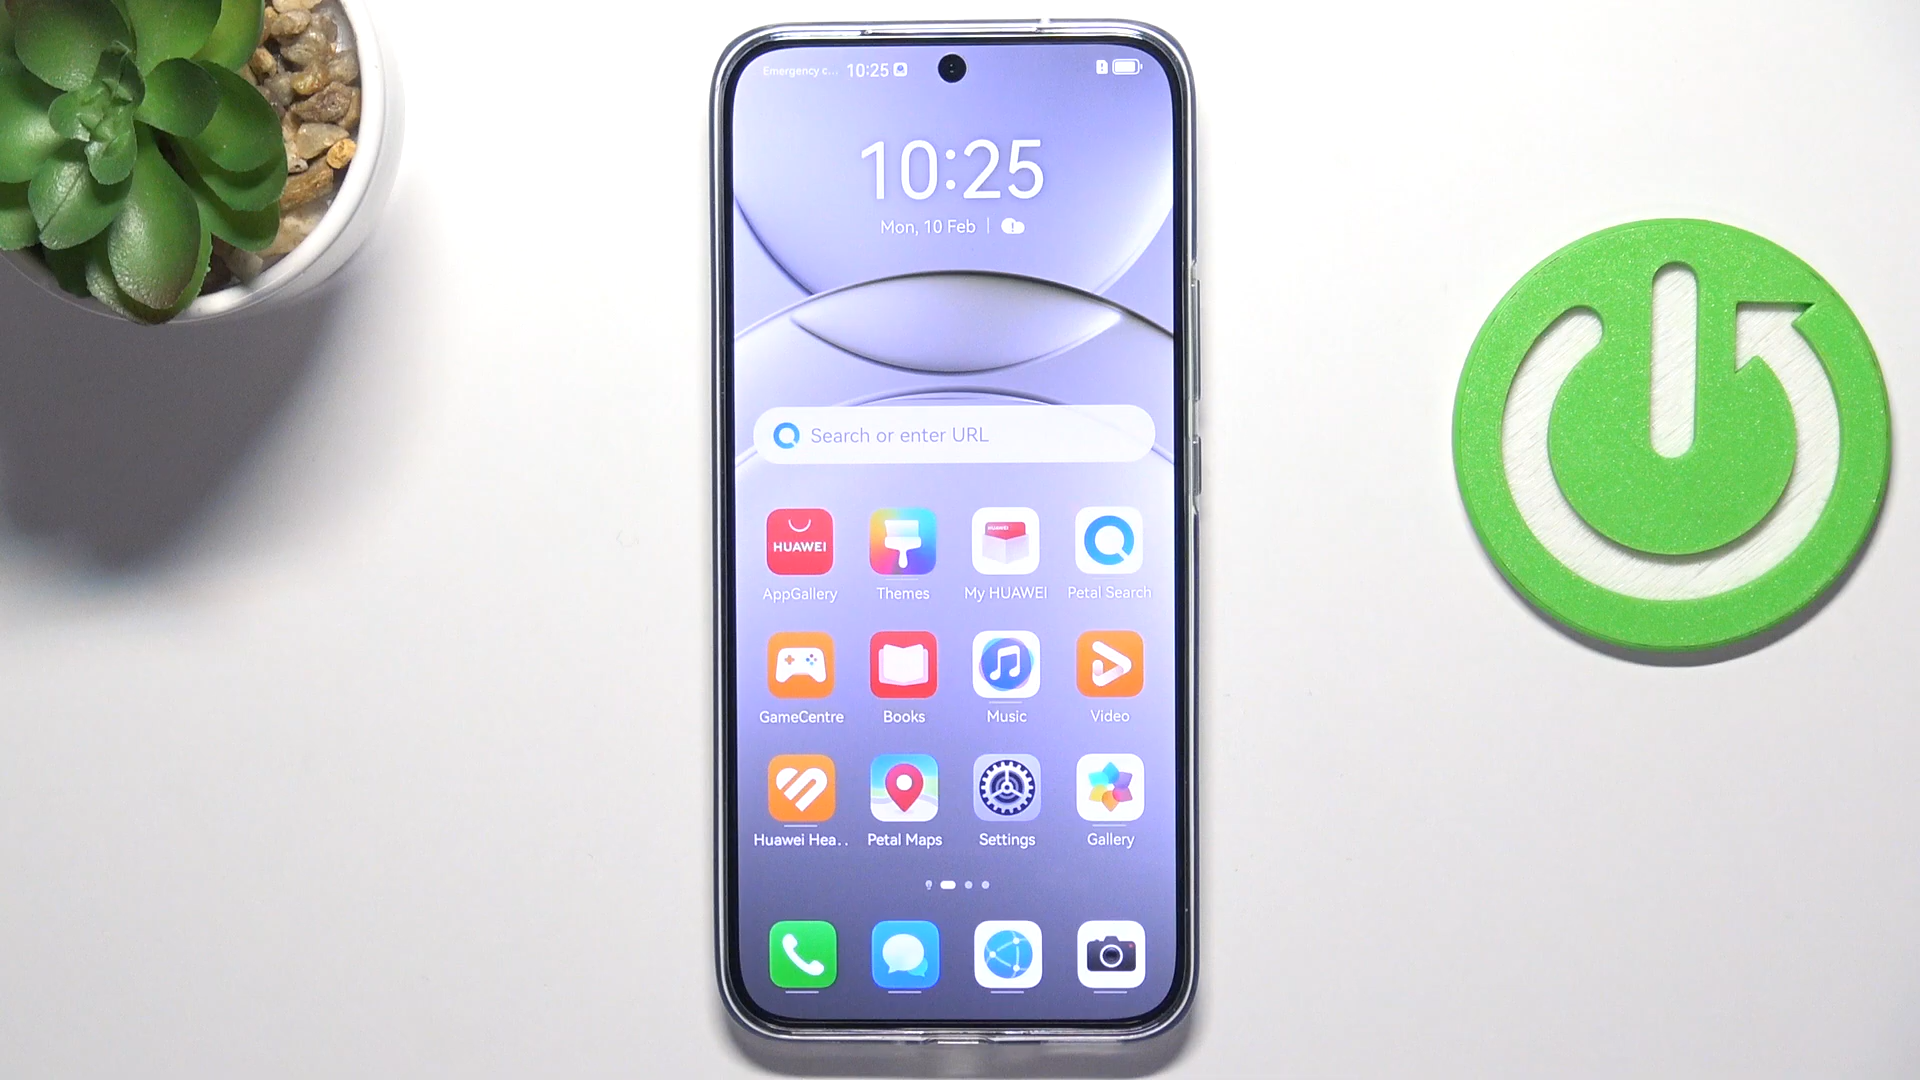 Emergency c... 10:25
10:25
Mon, 10 Feb
Search or enter URL
HUAWEI
HUAWEI
AppGallery Themes My HUAWEI Petal Search
GameCentre Books Music Video
Huawei Hea.. Petal Maps Settings Gallery